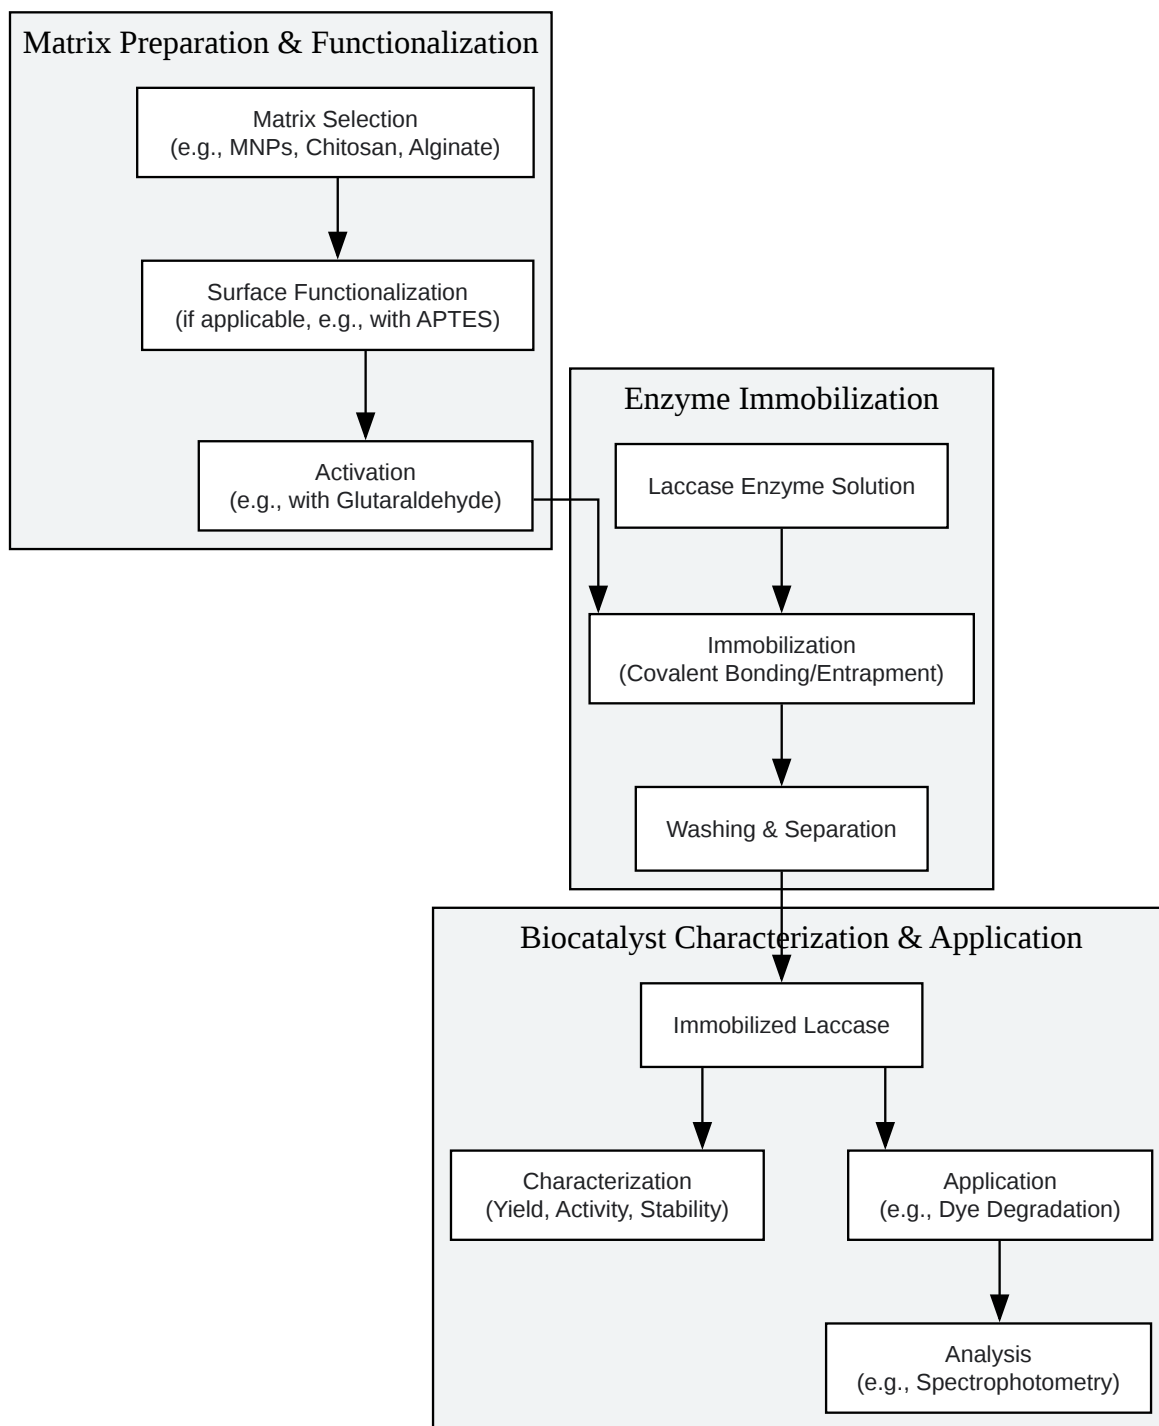 Matrix Preparation & Functionalization
Matrix Selection
(e.g., MNPs, Chitosan, Alginate)
Surface Functionalization
(if applicable, e.g., with APTES)
Activation
(e.g., with Glutaraldehyde)
Enzyme Immobilization
Laccase Enzyme Solution
Immobilization
(Covalent Bonding/Entrapment)
Washing & Separation
Biocatalyst Characterization & Application
Immobilized Laccase
Characterization
(Yield, Activity, Stability)
Application
(e.g., Dye Degradation)
Analysis
(e.g., Spectrophotometry)